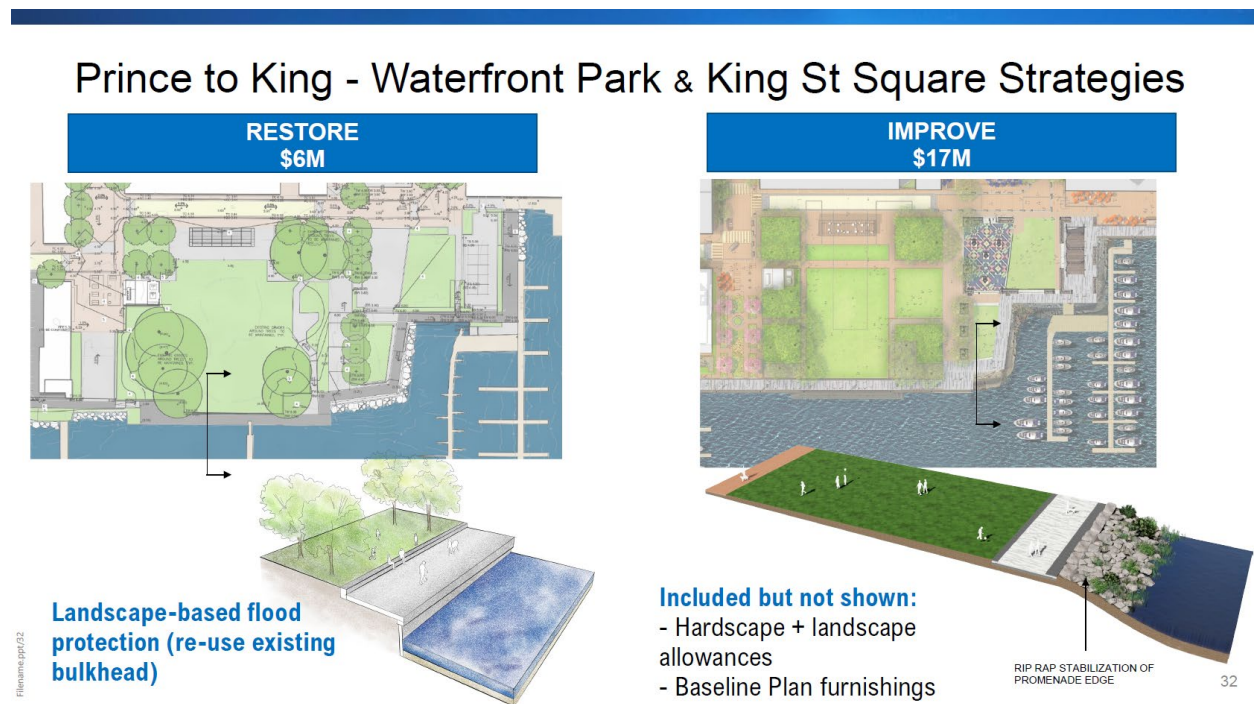 Prince to King - Waterfront Park & King St Square Strategies
RESTORE
$6M
IMPROVE
$17M
Landscape-based flood
protection (re-use existing
bulkhead)
Included but not shown:
- Hardscape + landscape
allowances
- Baseline Plan furnishings
RIP RAP STABILIZATION OF
PROMENADE EDGE
Filename.ppt/32
32